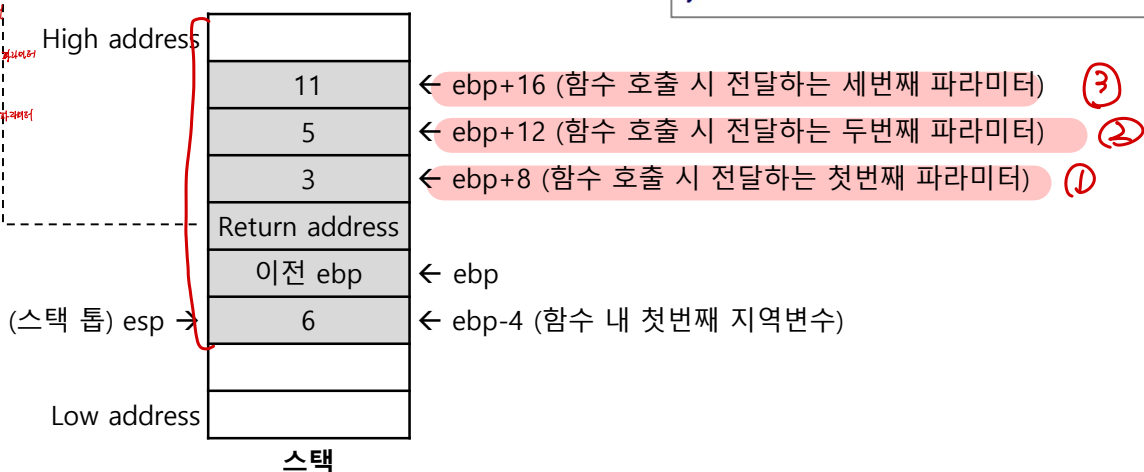 High address
11 ← ebp+16 (함수 호출 시 전달하는 세번째 파라미터) ③
5 ← ebp+12 (함수 호출 시 전달하는 두번째 파라미터) ②
3 ← ebp+8 (함수 호출 시 전달하는 첫번째 파라미터) ①
Return address
이전 ebp ← ebp
(스택 톱) esp → 6 ← ebp-4 (함수 내 첫번째 지역변수)
Low address
스택